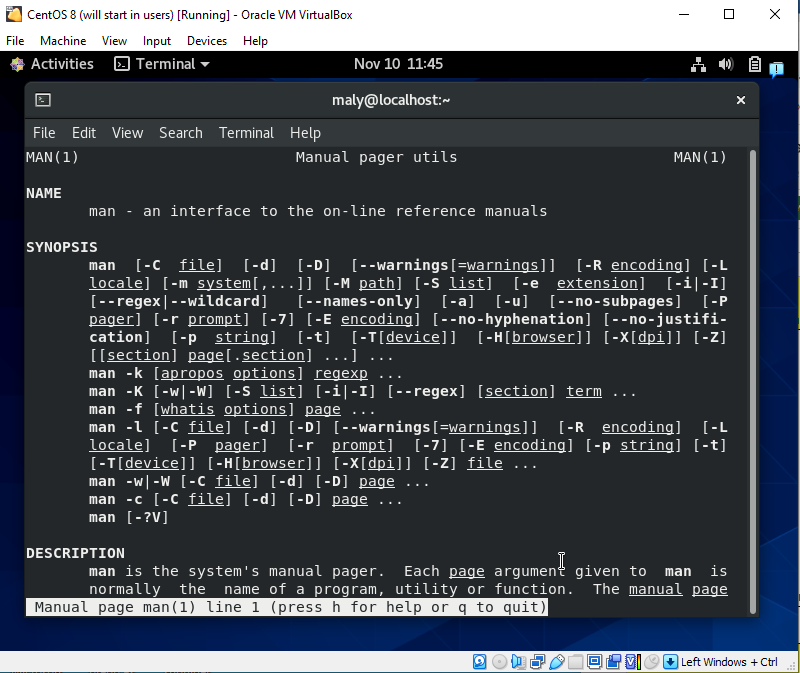 CentOS 8 (will start in users) [Running] - Oracle VM VirtualBox
File Machine View Input Devices Help
Activities Terminal Nov 10 11:45
maly@localhost:~
File Edit View Search Terminal Help
MAN(1) Manual pager utils MAN(1)
NAME
man - an interface to the on-line reference manuals
SYNOPSIS
man [-C file] [-d] [-D] [--warnings[=warnings]] [-R encoding] [-L
locale] [-m system[,...]] [-M path] [-S list] [-e extension] [-i|-I]
[--regex|--wildcard] [--names-only] [-a] [-u] [--no-subpages] [-P
pager] [-r prompt] [-7] [-E encoding] [--no-hyphenation] [--no-justifi-
cation] [-p string] [-t] [-T[device]] [-H[browser]] [-X[dpi]] [-Z]
[[section] page[.section] ...] ...
man -k [apropos options] regexp ...
man -K [-w|-W] [-S list] [-i|-I] [--regex] [section] term ...
man -f [whatis options] page ...
man -l [-C file] [-d] [-D] [--warnings[=warnings]] [-R encoding] [-L
locale] [-P pager] [-r prompt] [-7] [-E encoding] [-p string] [-t]
[-T[device]] [-H[browser]] [-X[dpi]] [-Z] file ...
man -w|-W [-C file] [-d] [-D] page ...
man -c [-C file] [-d] [-D] page ...
man [-?V]
DESCRIPTION
man is the system's manual pager. Each page argument given to man is
normally the name of a program, utility or function. The manual page
Manual page man(1) line 1 (press h for help or q to quit)
Left Windows + Ctrl